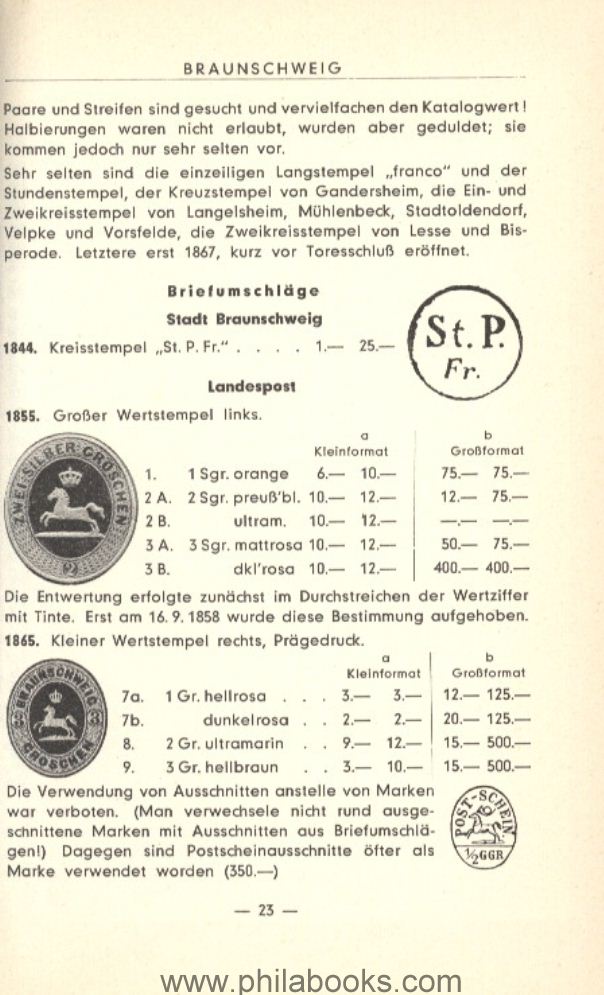 BRAUNSCHWEIG
Paare und Streifen sind gesucht und vervielfachen den Katalogwert!
Halbierungen waren nicht erlaubt, wurden aber geduldet; sie
kommen jedoch nur sehr selten vor.
Sehr selten sind die einzeiligen Langstempel „franco" und der
Stundenstempel, der Kreuzstempel von Gandersheim, die Ein- und
Zweikreisstempel von Langelsheim, Mühlenbeck, Stadtoldendorf,
Velpke und Vorsfelde, die Zweikreisstempel von Lesse und Bis-
perode. Letztere erst 1867, kurz vor Toresschluß eröffnet.
Briefumschläge
Stadt Braunschweig
1844. Kreisstempel „St. P. Fr." . . . . 1.— 25.—
St. P.
Fr.
Landespost
1855. Großer Wertstempel links.
a b
Kleinformat Großformat
ZWEI·SILBER·GROSCHEN
2
1. 1 Sgr. orange 6.— 10.— 75.— 75.—
2 A. 2 Sgr. preuß'bl. 10.— 12.— 12.— 75.—
2 B. ultram. 10.— 12.— —.— —.—
3 A. 3 Sgr. mattrosa 10.— 12.— 50.— 75.—
3 B. dkl'rosa 10.— 12.— 400.— 400.—
Die Entwertung erfolgte zunächst im Durchstreichen der Wertziffer
mit Tinte. Erst am 16. 9. 1858 wurde diese Bestimmung aufgehoben.
1865. Kleiner Wertstempel rechts, Prägedruck.
a b
Kleinformat Großformat
BRAUNSCHWEIG
3 3
GROSCHEN
7a. 1 Gr. hellrosa . . . 3.— 3.— 12.— 125.—
7b. dunkelrosa . . 2.— 2.— 20.— 125.—
8. 2 Gr. ultramarin . . 9.— 12.— 15.— 500.—
9. 3 Gr. hellbraun . . 3.— 10.— 15.— 500.—
Die Verwendung von Ausschnitten anstelle von Marken
war verboten. (Man verwechsele nicht rund ausge-
schnittene Marken mit Ausschnitten aus Briefumschlä-
gen!) Dagegen sind Postscheinausschnitte öfter als
Marke verwendet worden (350.—)
POST-SCHEIN.
½GGR
— 23 —
www.philabooks.com